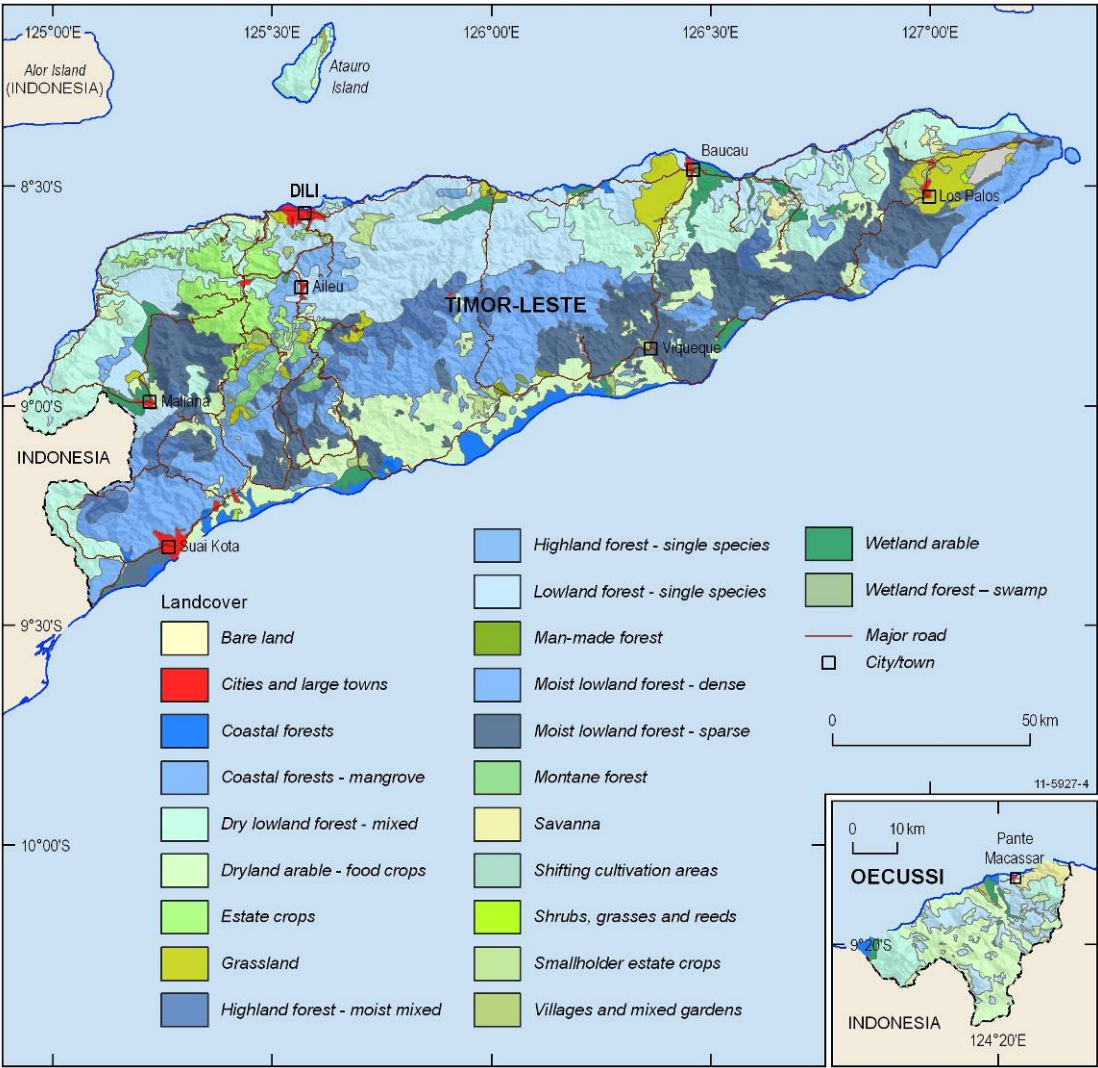 125°00'E
125°30'E
126°00'E
126°30'E
127°00'E
Alor Island
(INDONESIA)
Atauro
Island
Baucau
8°30'S
DILI
Los Palos
Aileu
TIMOR-LESTE
Viqueque
9°00'S
Maliana
INDONESIA
Suai Kota
9°30'S
10°00'S
Landcover
Bare land
Cities and large towns
Coastal forests
Coastal forests - mangrove
Dry lowland forest - mixed
Dryland arable - food crops
Estate crops
Grassland
Highland forest - moist mixed
Highland forest - single species
Lowland forest - single species
Man-made forest
Moist lowland forest - dense
Moist lowland forest - sparse
Montane forest
Savanna
Shifting cultivation areas
Shrubs, grasses and reeds
Smallholder estate crops
Villages and mixed gardens
Wetland arable
Wetland forest – swamp
Major road
City/town
0 50 km
11-5927-4
0 10 km
Pante
Macassar
OECUSSI
9°20'S
INDONESIA
124°20'E